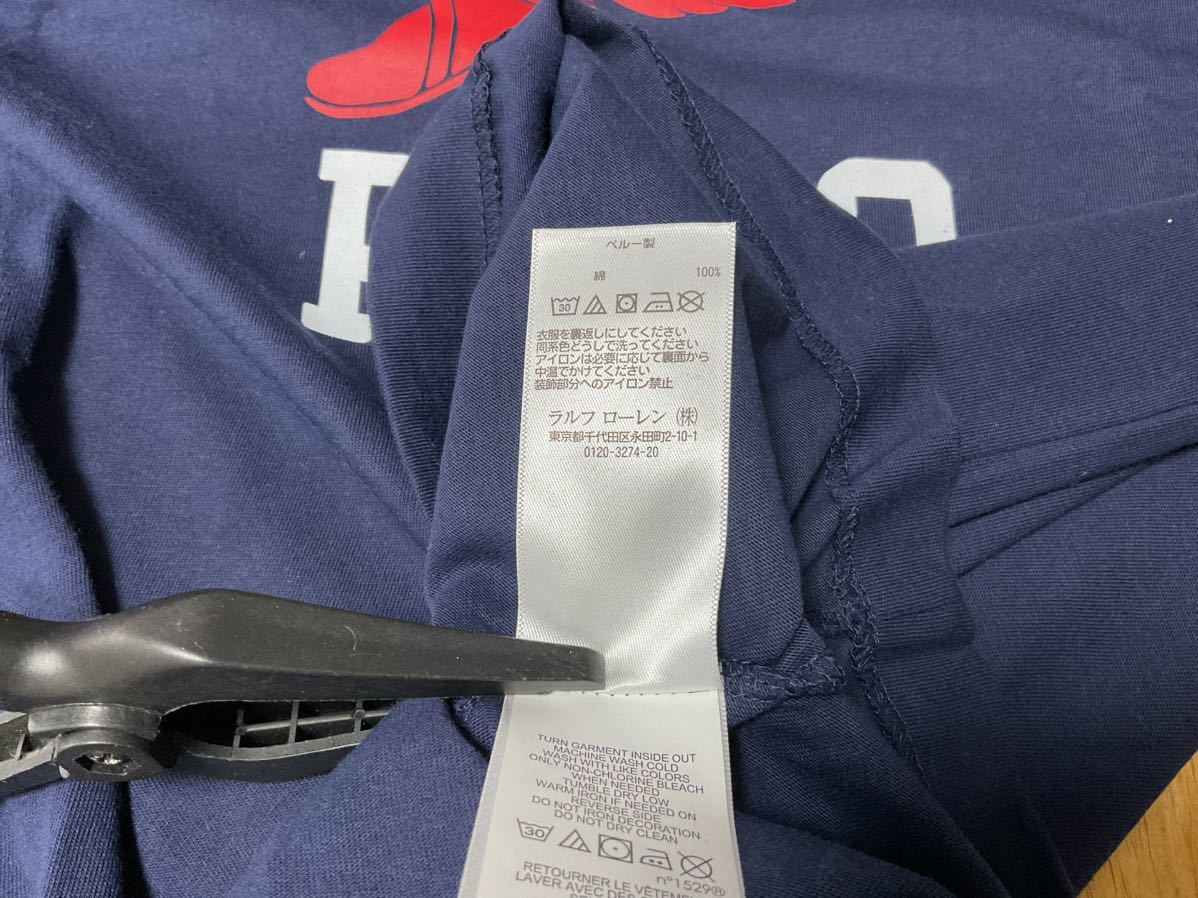 ペルー製
綿 100%
30
衣服を裏返しにしてください
同系色どうしで洗ってください
アイロンは必要に応じて裏面から
中温でかけてください
装飾部分へのアイロン禁止
ラルフ ローレン (株)
東京都千代田区永田町2-10-1
0120-3274-20
TURN GARMENT INSIDE OUT
MACHINE WASH COLD
WASH WITH LIKE COLORS
ONLY NON-CHLORINE BLEACH
WHEN NEEDED
TUMBLE DRY LOW
WARM IRON IF NEEDED ON
REVERSE SIDE
DO NOT IRON DECORATION
DO NOT DRY CLEAN
30
n°1529®
RETOURNER LE VÊTEMENT
LAVER AVEC DES